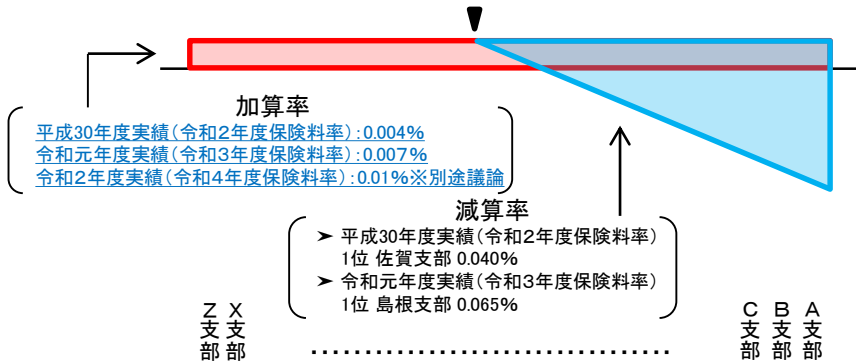 加算率
平成30年度実績(令和2年度保険料率):0.004%
令和元年度実績(令和3年度保険料率):0.007%
令和2年度実績(令和4年度保険料率):0.01%※別途議論
減算率
➤ 平成30年度実績(令和2年度保険料率)
1位 佐賀支部 0.040%
➤ 令和元年度実績(令和3年度保険料率)
1位 島根支部 0.065%
Z支部
X支部
‥‥‥‥‥‥‥‥‥‥‥‥‥‥‥‥
C支部
B支部
A支部